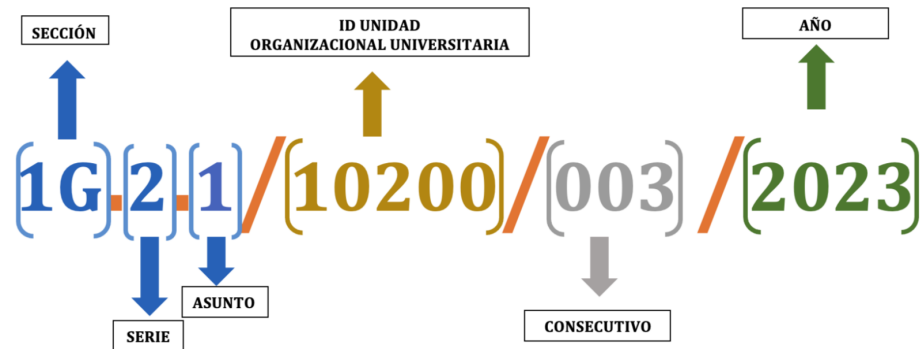 SECCIÓN
ID UNIDAD
ORGANIZACIONAL UNIVERSITARIA
AÑO
1G.2-1/10200/003/2023
ASUNTO
SERIE
CONSECUTIVO